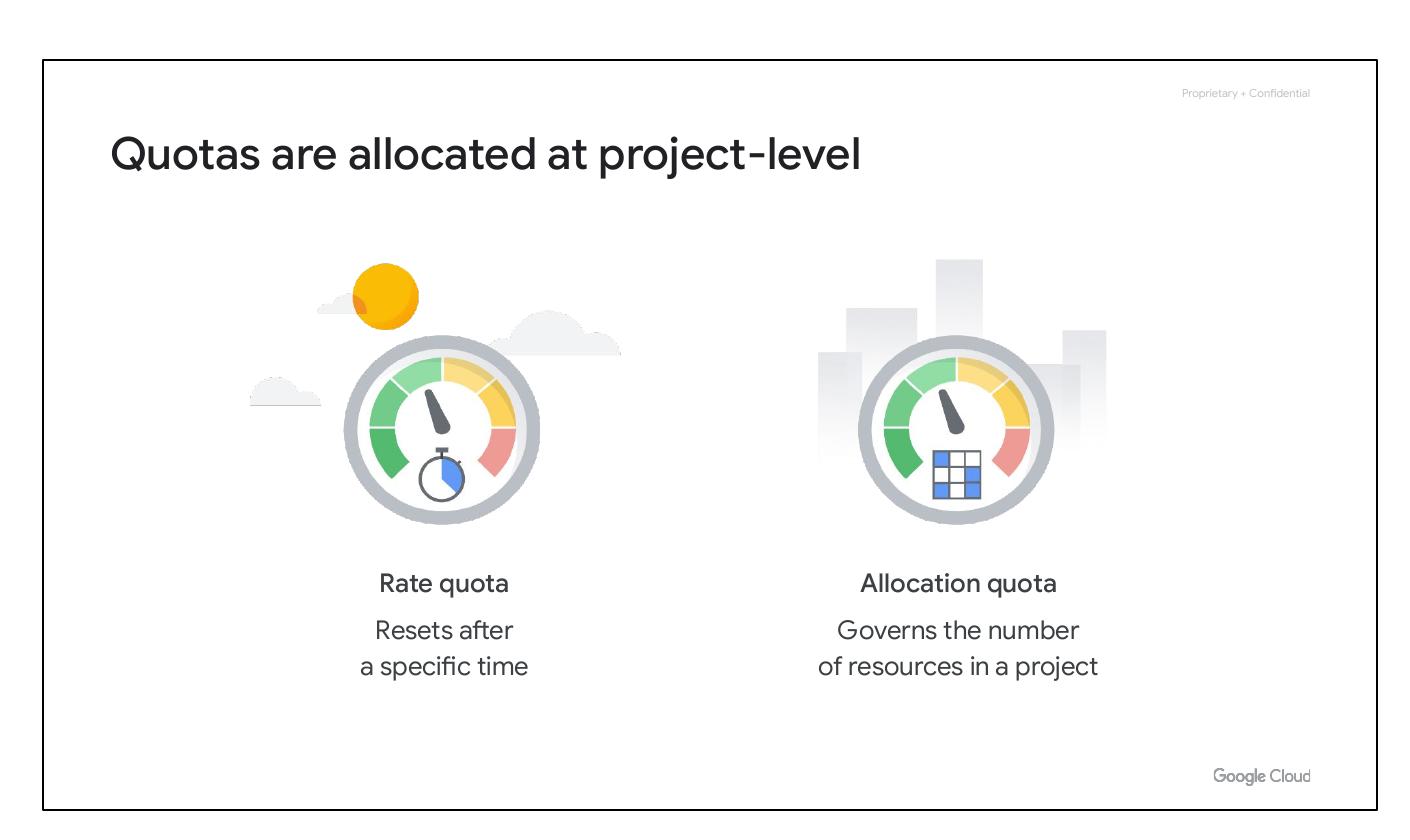 Proprietary + Confidential
Quotas are allocated at project-level
Rate quota
Resets after
a specific time
Allocation quota
Governs the number
of resources in a project
Google Cloud